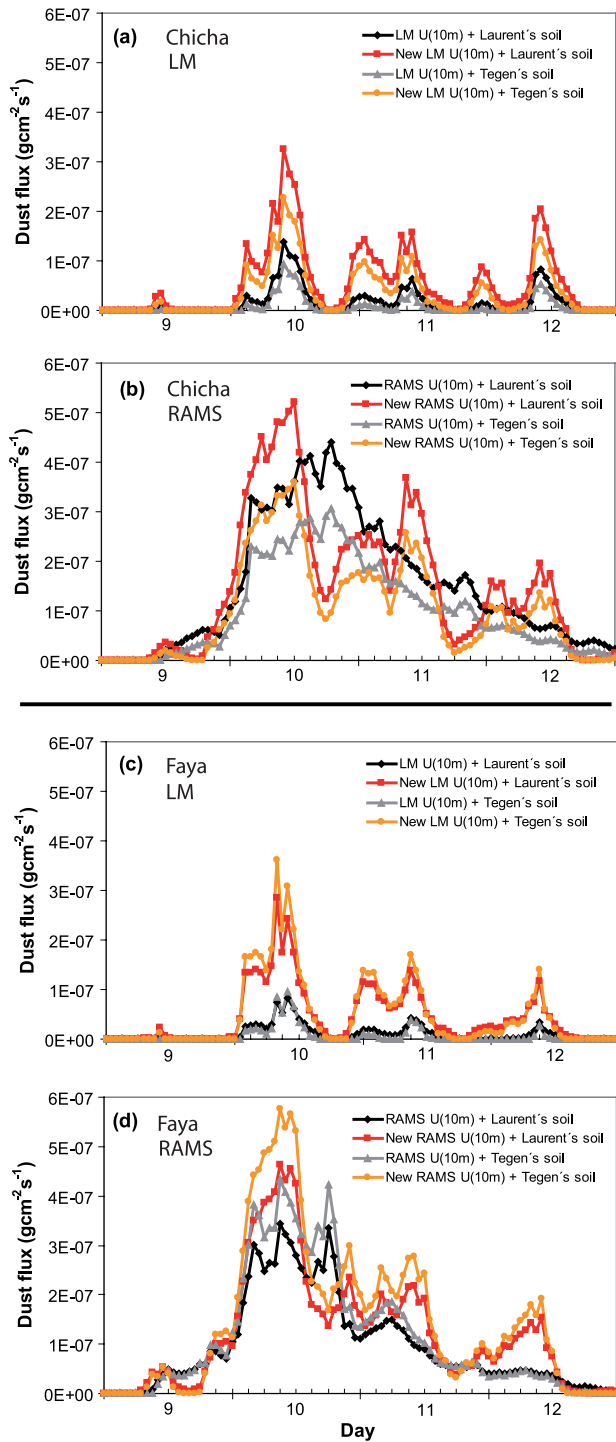 (a) Chicha
LM
LM U(10m) + Laurent´s soil
New LM U(10m) + Laurent´s soil
LM U(10m) + Tegen´s soil
New LM U(10m) + Tegen´s soil
Dust flux (gcm-2s-1)
6E-07
5E-07
4E-07
3E-07
2E-07
1E-07
0E+00
9 10 11 12
(b) Chicha
RAMS
RAMS U(10m) + Laurent´s soil
New RAMS U(10m) + Laurent´s soil
RAMS U(10m) + Tegen´s soil
New RAMS U(10m) + Tegen´s soil
Dust flux (gcm-2s-1)
6E-07
5E-07
4E-07
3E-07
2E-07
1E-07
0E+00
9 10 11 12
(c) Faya
LM
LM U(10m) + Laurent´s soil
New LM U(10m) + Laurent´s soil
LM U(10m) + Tegen´s soil
New LM U(10m) + Tegen´s soil
Dust flux (gcm-2s-1)
6E-07
5E-07
4E-07
3E-07
2E-07
1E-07
0E+00
9 10 11 12
(d) Faya
RAMS
RAMS U(10m) + Laurent´s soil
New RAMS U(10m) + Laurent´s soil
RAMS U(10m) + Tegen´s soil
New RAMS U(10m) + Tegen´s soil
Dust flux (gcm-2s-1)
6E-07
5E-07
4E-07
3E-07
2E-07
1E-07
0E+00
9 10 11 12
Day